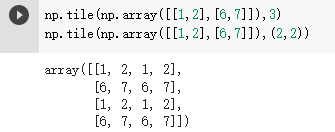 np.tile(np.array([[1,2],[6,7]]),3)
np.tile(np.array([[1,2],[6,7]]),(2,2))
array([[1, 2, 1, 2],
       [6, 7, 6, 7],
       [1, 2, 1, 2],
       [6, 7, 6, 7]])